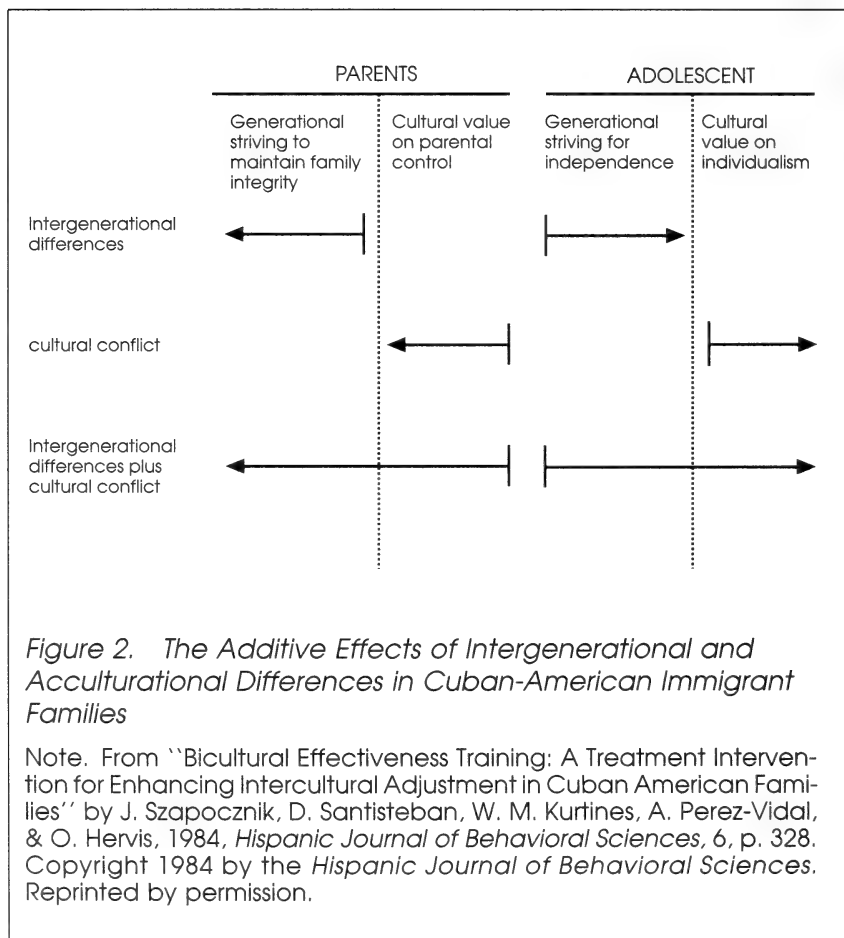 PARENTS ADOLESCENT
Generational striving to maintain family integrity
Cultural value on parental control
Generational striving for independence
Cultural value on individualism
Intergenerational
differences
cultural conflict
Intergenerational
differences plus
cultural conflict
Figure 2. The Additive Effects of Intergenerational and
Acculturational Differences in Cuban-American Immigrant
Families
Note. From ``Bicultural Effectiveness Training: A Treatment Interven-
tion for Enhancing Intercultural Adjustment in Cuban American Fami-
lies'' by J. Szapocznik, D. Santisteban, W. M. Kurtines, A. Perez-Vidal,
& O. Hervis, 1984, Hispanic Journal of Behavioral Sciences, 6, p. 328.
Copyright 1984 by the Hispanic Journal of Behavioral Sciences.
Reprinted by permission.